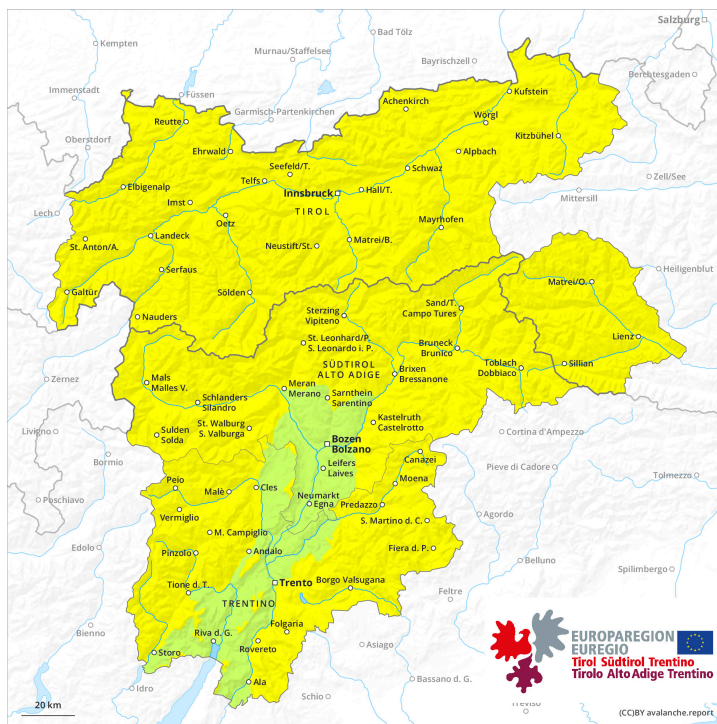 Salzburg
Kempten
Bad Tölz
Murnau/Staffelsee
Bayrischzell
Berchtesgaden
Immenstadt
Füssen
Garmisch-Partenkirchen
Achenkirch
Kufstein
Reutte
Wörgl
Oberstdorf
Ehrwald
Kitzbühel
Seefeld/T.
Alpbach
Telfs
Schwaz
Zell/See
Elbigenalp
Innsbruck
Hall/T.
Mittersill
Imst
TIROL
Lech
Oetz
Mayrhofen
St. Anton/A.
Landeck
Neustift/St.
Matrei/B.
Serfaus
Heiligenblut
Galtür
Sölden
Matrei/O.
Nauders
Sterzing
Vipiteno
Sand/T.
Campo Tures
Lienz
St. Leonhard/P.
S. Leonardo i. P.
Bruneck
Brunico
SÜDTIROL
ALTO ADIGE
Toblach
Dobbiaco
Sillian
Zernez
Mals
Malles V.
Meran
Merano
Brixen
Bressanone
Schlanders
Silandro
Sarnthein
Sarentino
St. Walburg
S. Valburga
Kastelruth
Castelrotto
Livigno
Sulden
Solda
Bozen
Bolzano
Cortina d'Ampezzo
Bormio
Canazei
Leifers
Laives
Pieve di Cadore
Tolmezzo
Poschiavo
Peio
Malè
Cles
Moena
Neumarkt
Egna
Predazzo
Vermiglio
Agordo
M. Campiglio
S. Martino d. C.
Edolo
Pinzolo
Andalo
Fiera d. P.
Belluno
Spilimbergo
Tione d. T.
Trento
Borgo Valsugana
Feltre
TRENTINO
Bienno
Riva d. G.
Folgaria
Storo
Rovereto
Asiago
Idro
Ala
Schio
Bassano d. G.
Treviso
EUROPAREGION
EUREGIO
Tirol Südtirol Trentino
Tirolo Alto Adige Trentino
20 km
(CC)BY avalanche.report